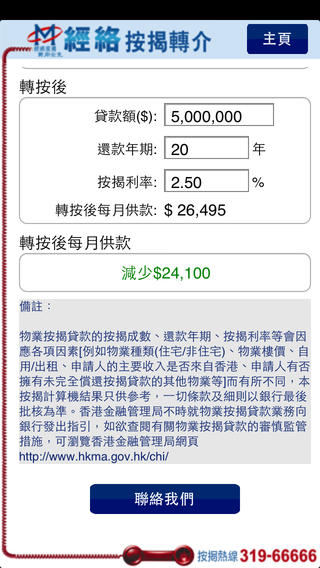 經絡按揭轉介
主頁
轉按後
貸款額($): 5,000,000
還款年期: 20 年
按揭利率: 2.50 %
轉按後每月供款: $ 26,495
轉按後每月供款
減少$24,100
備註：
物業按揭貸款的按揭成數、還款年期、按揭利率等會因
應各項因素[例如物業種類(住宅/非住宅)、物業樓價、自
用/出租、申請人的主要收入是否來自香港、申請人有否
擁有未完全償還按揭貸款的其他物業等]而有所不同，本
按揭計算機結果只供參考，一切條款及細則以銀行最後
批核為準。香港金融管理局不時就物業按揭貸款業務向
銀行發出指引，如欲查閱有關物業按揭貸款的審慎監管
措施，可瀏覽香港金融管理局網頁
http://www.hkma.gov.hk/chi/
聯絡我們
按揭熱線 319-66666